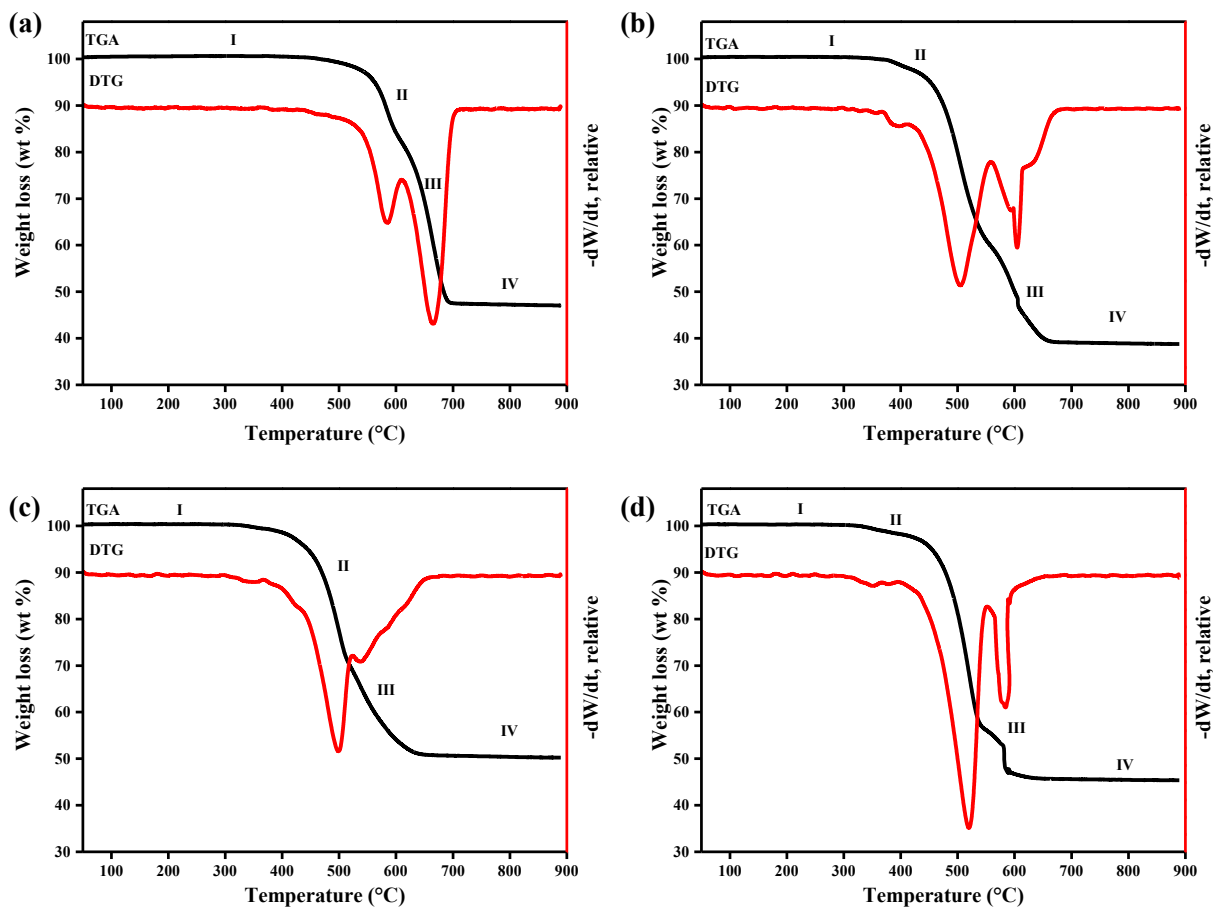 (a)
TGA
I
DTG
II
III
IV
100
90
80
70
60
50
40
30
Weight loss (wt %)
-dW/dt, relative
100 200 300 400 500 600 700 800 900
Temperature (°C)
(b)
TGA
I
II
DTG
III
IV
100
90
80
70
60
50
40
30
Weight loss (wt %)
-dW/dt, relative
100 200 300 400 500 600 700 800 900
Temperature (°C)
(c)
TGA
I
DTG
II
III
IV
100
90
80
70
60
50
40
30
Weight loss (wt %)
-dW/dt, relative
100 200 300 400 500 600 700 800 900
Temperature (°C)
(d)
TGA
I
II
DTG
III
IV
100
90
80
70
60
50
40
30
Weight loss (wt %)
-dW/dt, relative
100 200 300 400 500 600 700 800 900
Temperature (°C)